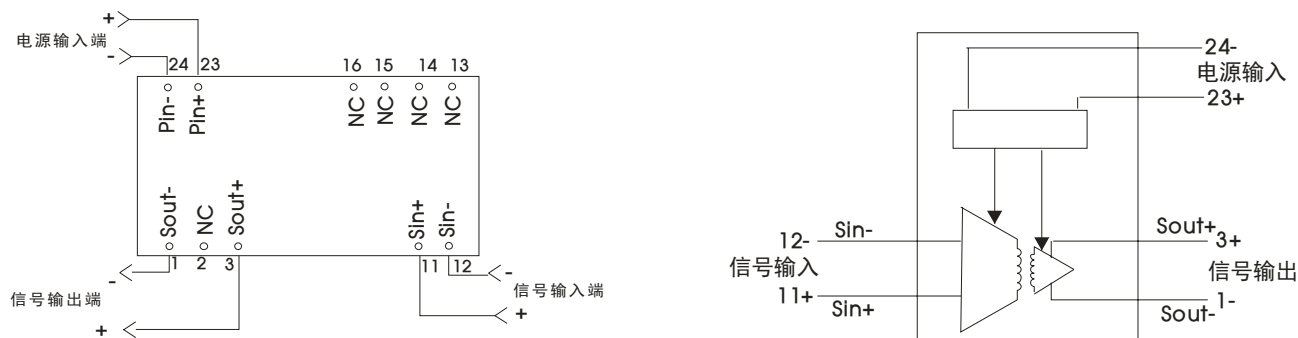 +
电源输入端
-
24 23 16 15 14 13
Pin- Pin+ NC NC NC NC
Sout- NC Sout+ Sin+ Sin-
1 2 3 11 12
-
信号输出端
+
-
信号输入端
+
24-
电源输入
23+
12- Sin-
信号输入
11+ Sin+
Sout+ 3+
信号输出
Sout- 1-